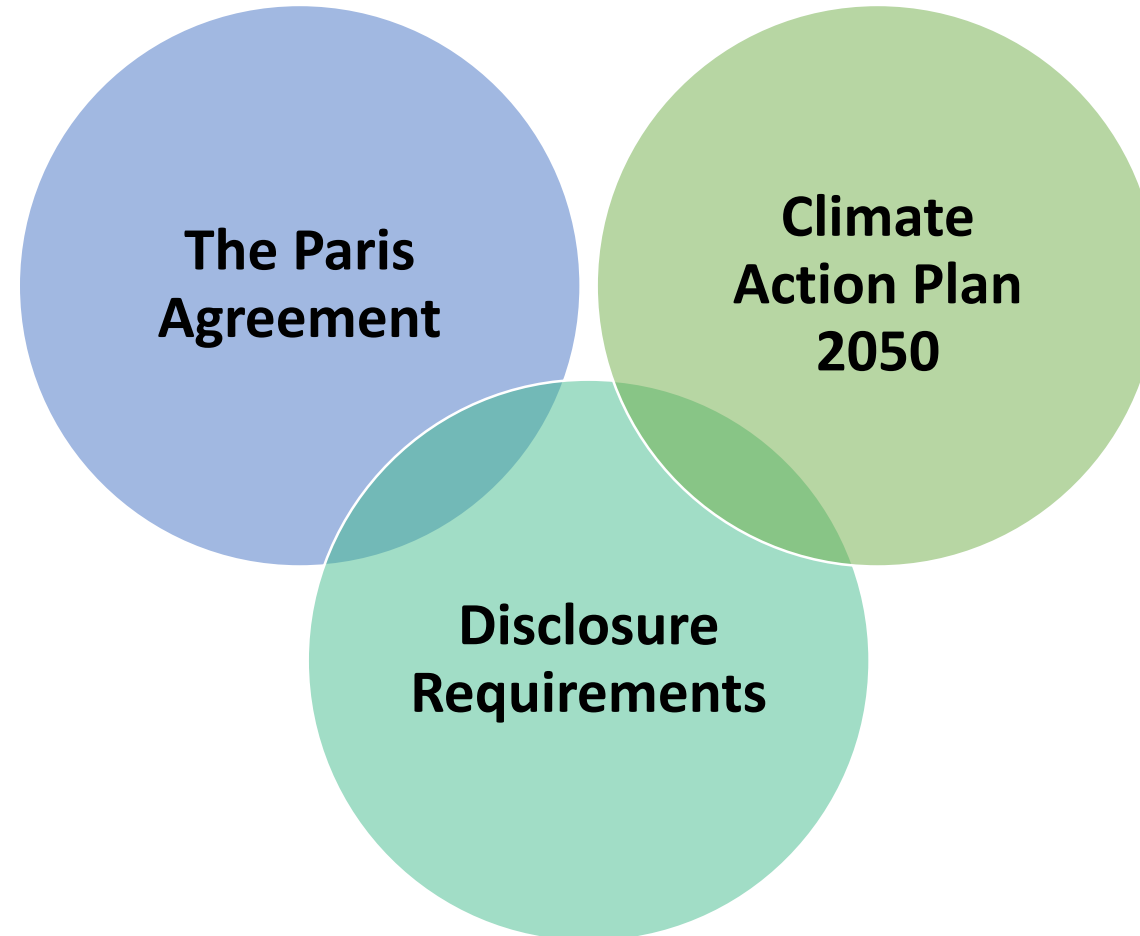 The Paris
Agreement
Climate
Action Plan
2050
Disclosure
Requirements